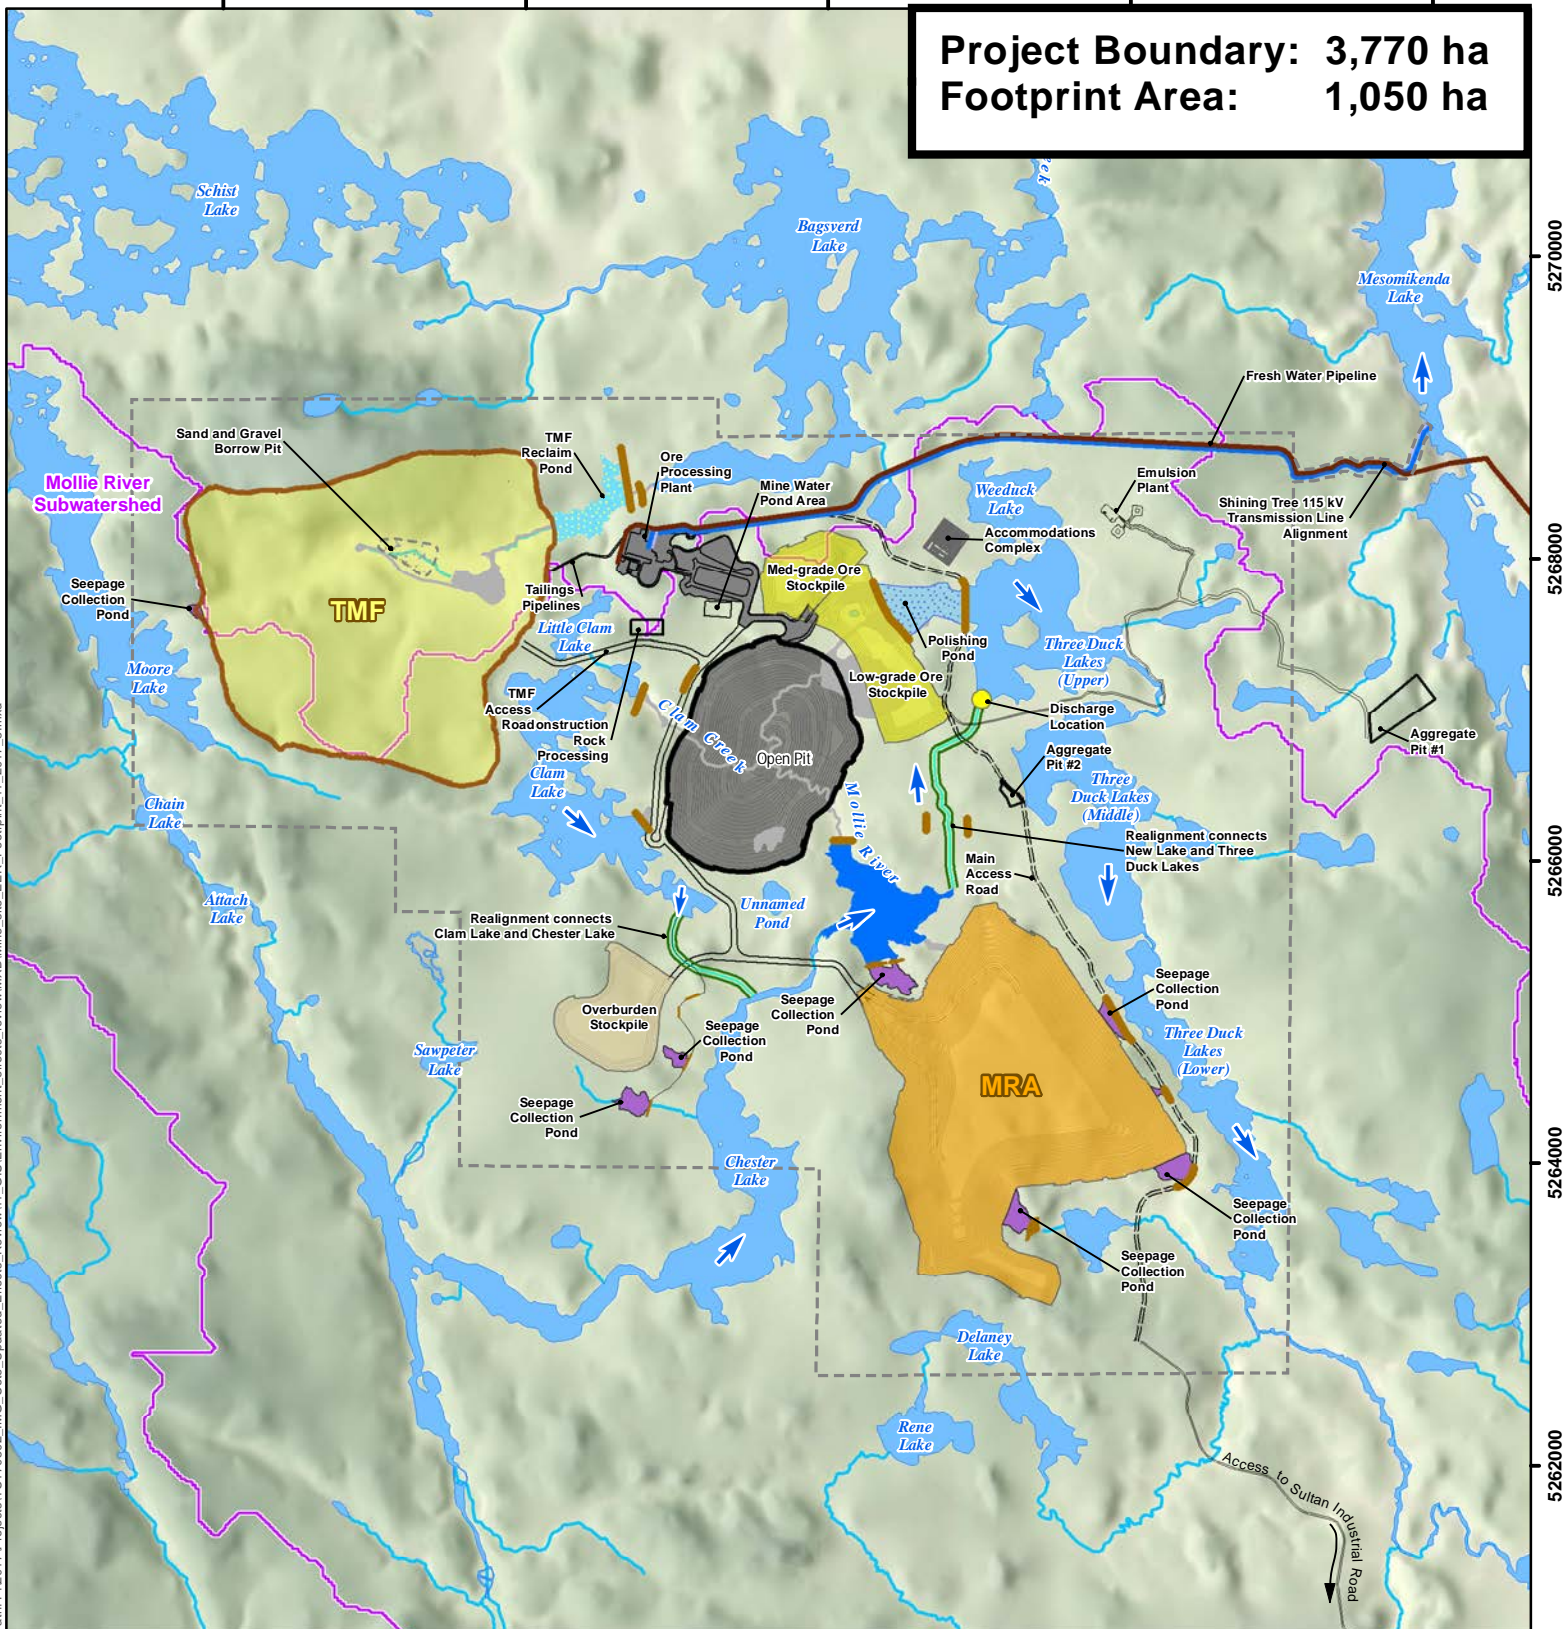 Project Boundary: 3,770 ha
Footprint Area: 1,050 ha
eek
Schist
Lake
Bagsverd
Lake
Mesomikenda
Lake
5270000
Fresh Water Pipeline
Sand and Gravel
Borrow Pit
TMF
Reclaim
Pond
Ore
Processing
Plant
Mine Water
Pond Area
Mollie River
Subwatershed
Weeduck
Lake
Emulsion
Plant
Shining Tree 115 kV
Transmission Line
Alignment
Accommodations
Complex
5268000
Med-grade Ore
Stockpile
Seepage
Collection
Pond
TMF
Tailings
Pipelines
Little Clam
Lake
Polishing
Pond
Three Duck
Lakes
(Upper)
Moore
Lake
Low-grade Ore
Stockpile
TMF
Access
Road
onstruction
Rock
Processing
Clam Creek
Discharge
Location
Aggregate
Pit #1
Open Pit
Aggregate
Pit #2
Clam
Lake
Three
Duck Lakes
(Middle)
Chain
Lake
Mollie River
Realignment connects
New Lake and Three
Duck Lakes
Main
Access
Road
5266000
Attach
Lake
Unnamed
Pond
Realignment connects
Clam Lake and Chester Lake
Seepage
Collection
Pond
Seepage
Collection
Pond
Overburden
Stockpile
Seepage
Collection
Pond
Three Duck
Lakes
(Lower)
Sawpeter
Lake
MRA
Seepage
Collection
Pond
Chester
Lake
5264000
Seepage
Collection
Pond
Seepage
Collection
Pond
Delaney
Lake
Rene
Lake
5262000
Access to Sultan Industrial Road